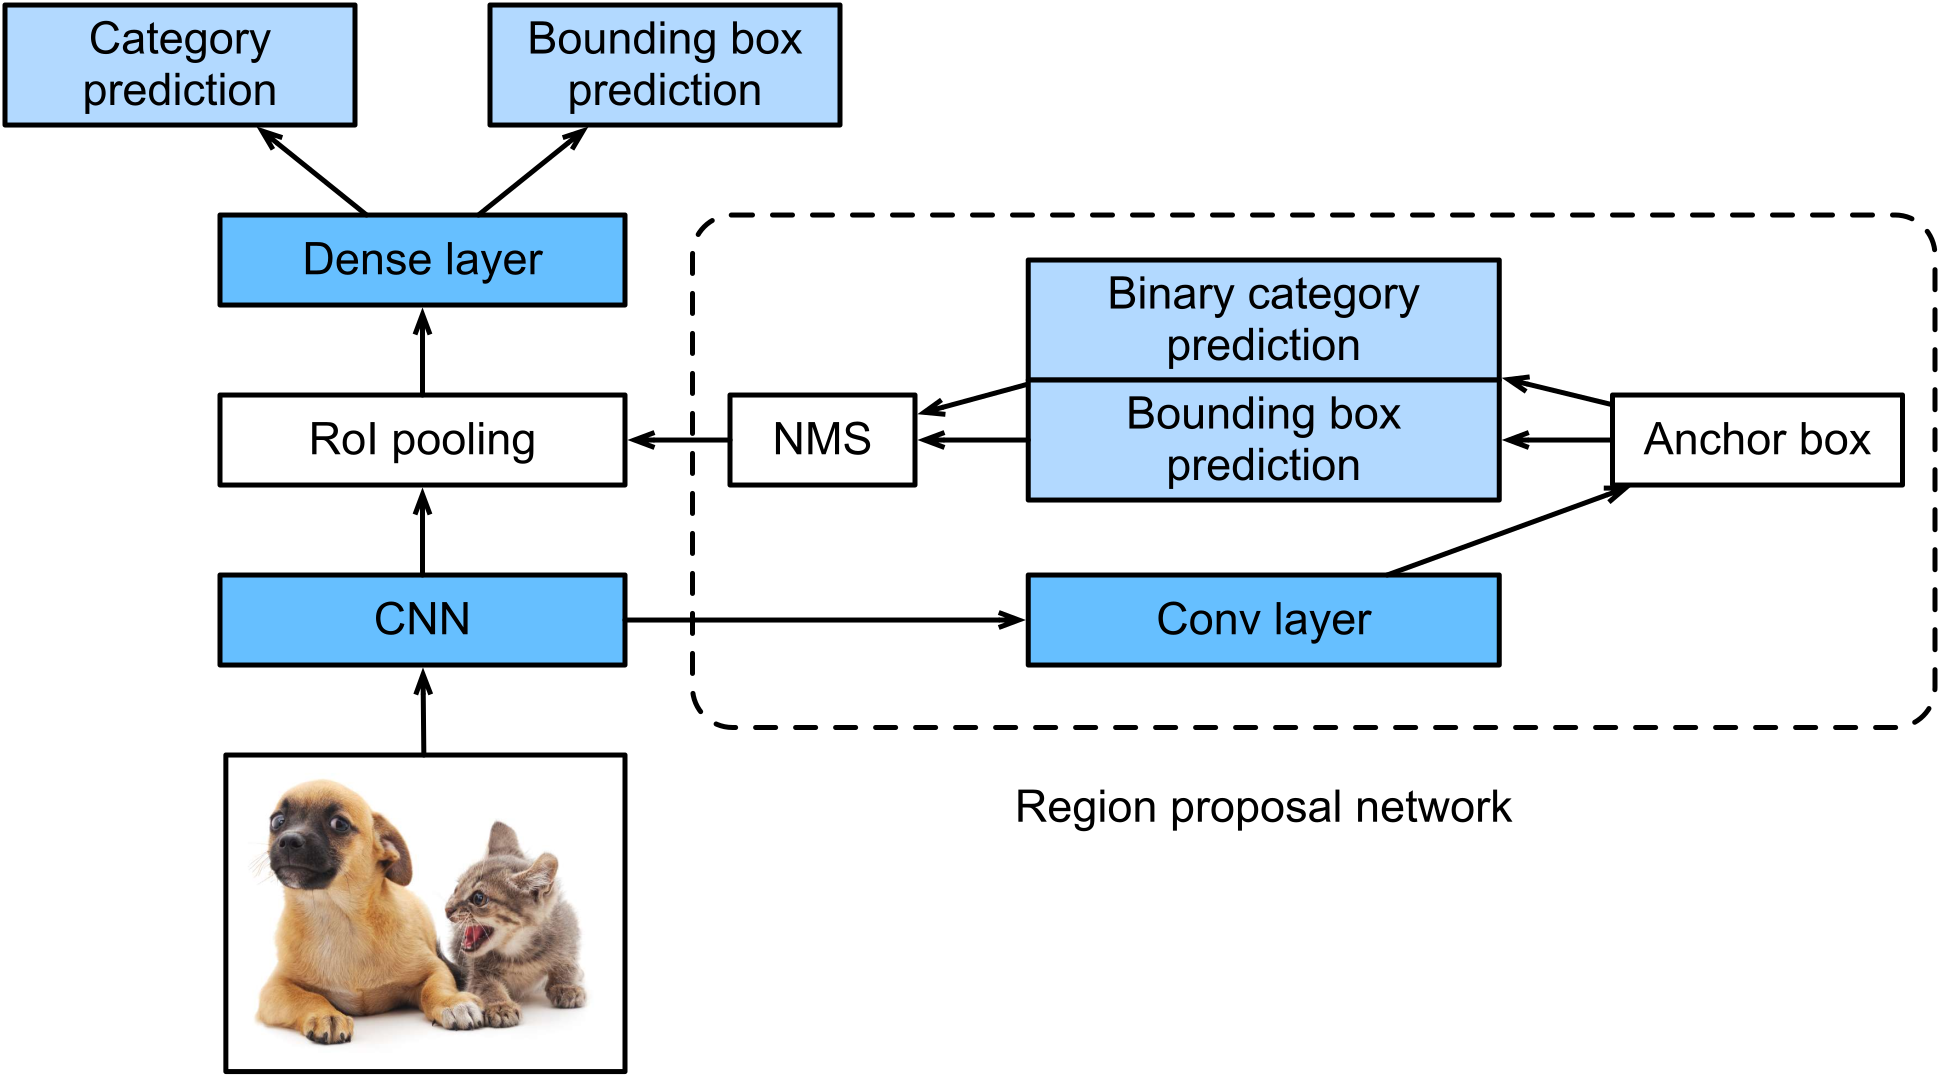 Category
prediction
Bounding box
prediction
Dense layer
Binary category
prediction
RoI pooling
NMS
Bounding box
prediction
Anchor box
CNN
Conv layer
Region proposal network